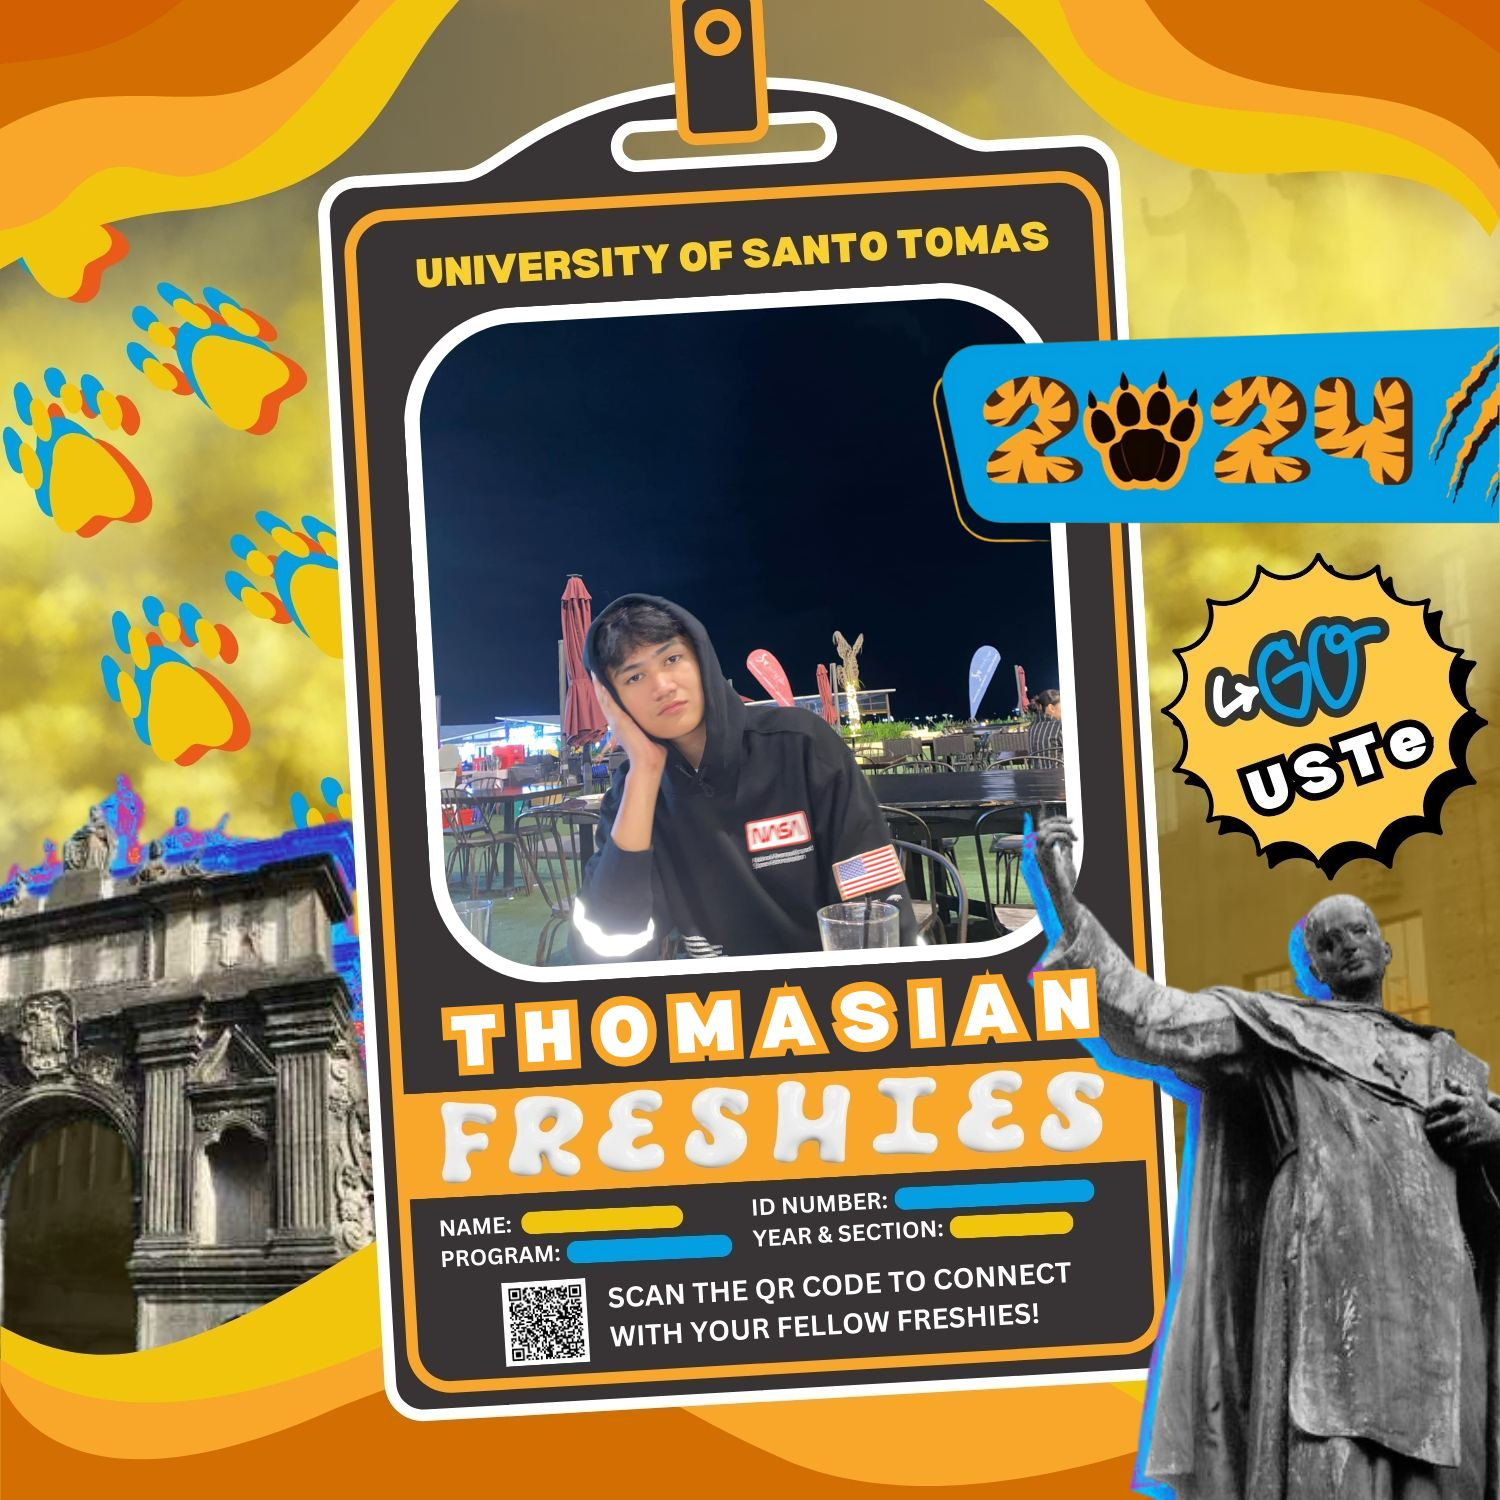 UNIVERSITY OF SANTO TOMAS
2024
GO
USTe
NASA
THOMASIAN
FRESHIES
NAME:
ID NUMBER:
PROGRAM:
YEAR & SECTION:
SCAN THE QR CODE TO CONNECT
WITH YOUR FELLOW FRESHIES!